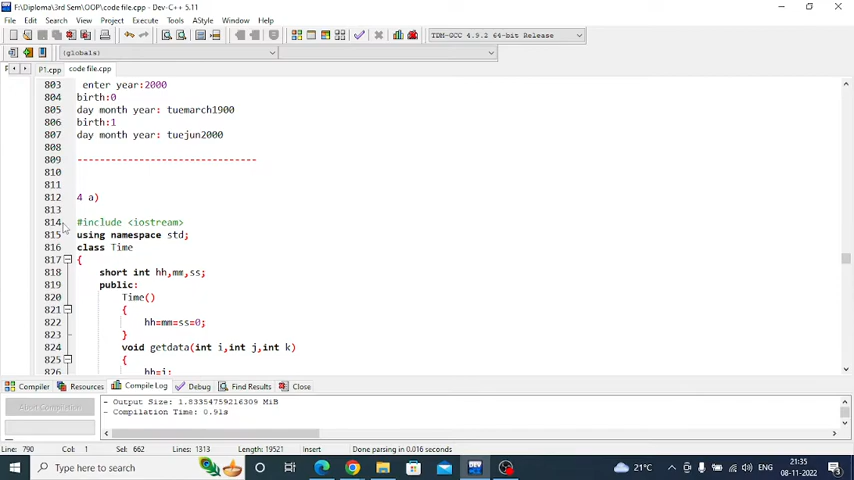 F:\Diploma\3rd Sem\OOP\code file.cpp - Dev-C++ 5.11
File Edit Search View Project Execute Tools AStyle Window Help
TDM-GCC 4.9.2 64-bit Release
(globals)
P1.cpp code file.cpp
803 enter year:2000
804 birth:0
805 day month year: tuemarch1900
806 birth:1
807 day month year: tuejun2000
808
809 --------------------------------
810
811
812 4 a)
813
814 #include <iostream>
815 using namespace std;
816 class Time
817 {
818 short int hh,mm,ss;
819 public:
820 Time()
821 {
822 hh=mm=ss=0;
823 }
824 void getdata(int i,int j,int k)
825 {
826 hh=i;
Compiler Resources Compile Log Debug Find Results Close
Abort Compilation
- Output Size: 1.83354759216309 MiB
- Compilation Time: 0.91s
Line: 790 Col: 1 Sel: 662 Lines: 1313 Length: 19521 Insert Done parsing in 0.016 seconds
Type here to search
21°C
ENG
21:35
08-11-2022
3